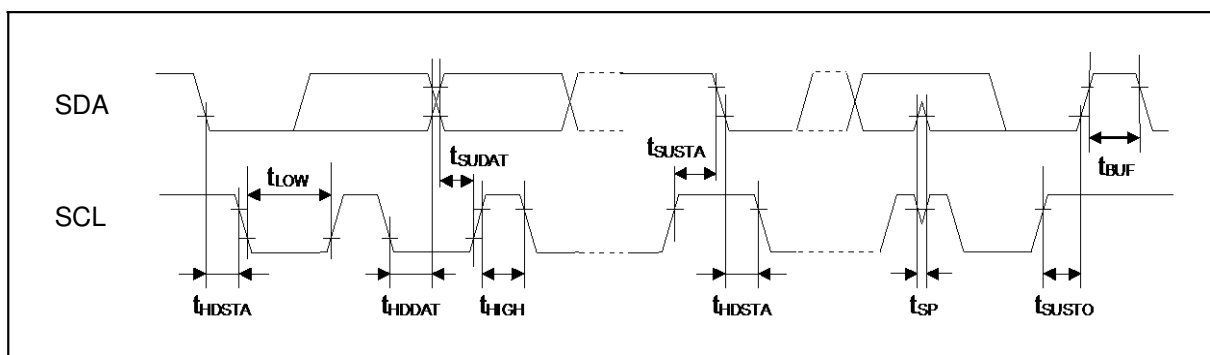 SDA
tSUDAT
tSUSTA
tBUF
tLOW
SCL
tHDSTA
tHDDAT
tHIGH
tHDSTA
tSP
tSUSTO